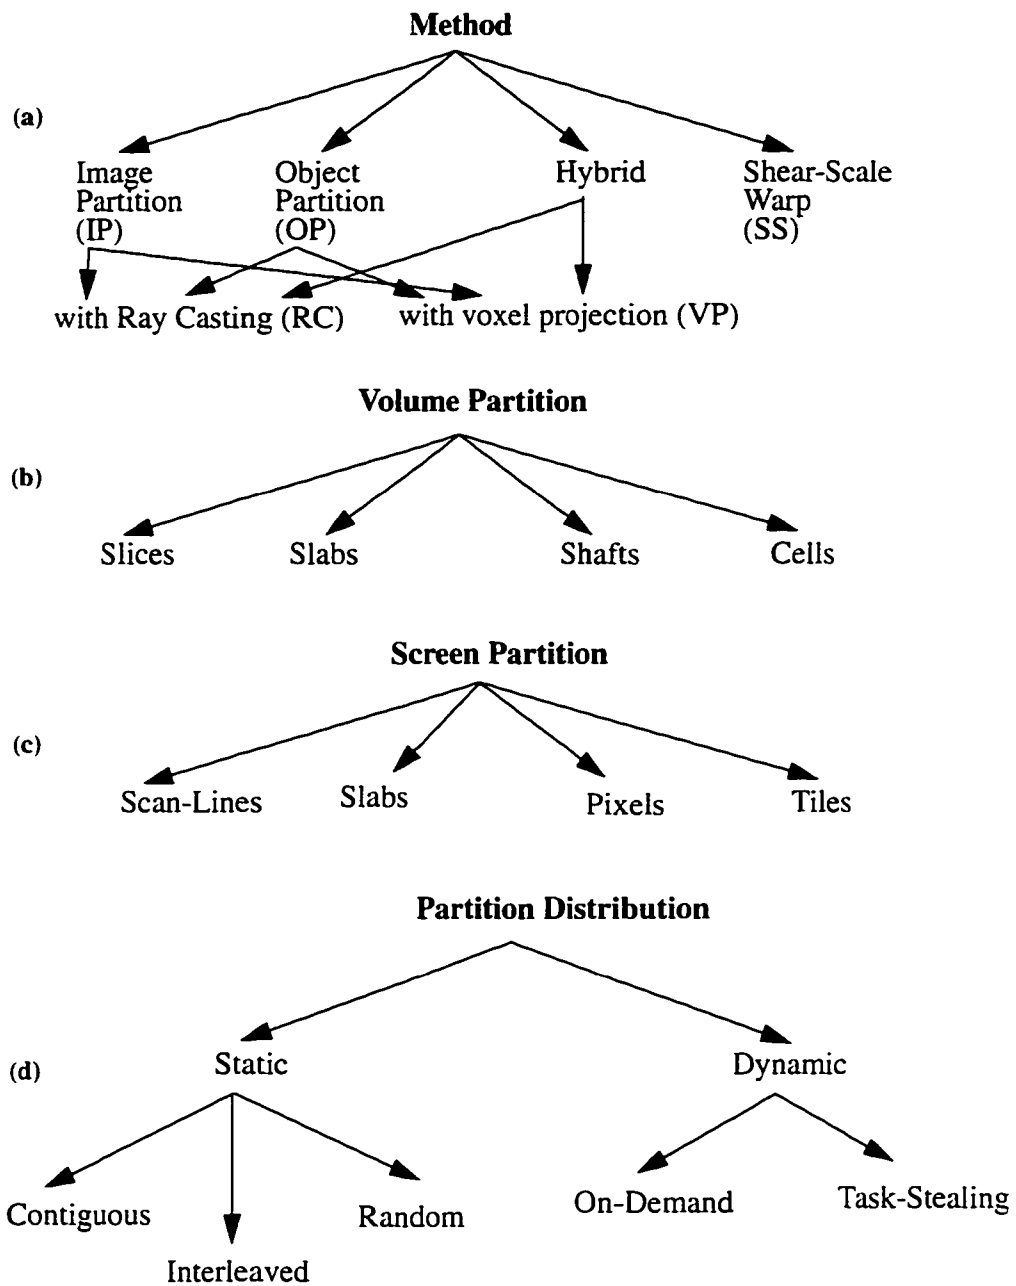 Method
(a)
Image
Partition
(IP)
Object
Partition
(OP)
Hybrid
Shear-Scale
Warp
(SS)
with Ray Casting (RC)
with voxel projection (VP)
Volume Partition
(b)
Slices
Slabs
Shafts
Cells
Screen Partition
(c)
Scan-Lines
Slabs
Pixels
Tiles
Partition Distribution
(d)
Static
Dynamic
Contiguous
Interleaved
Random
On-Demand
Task-Stealing